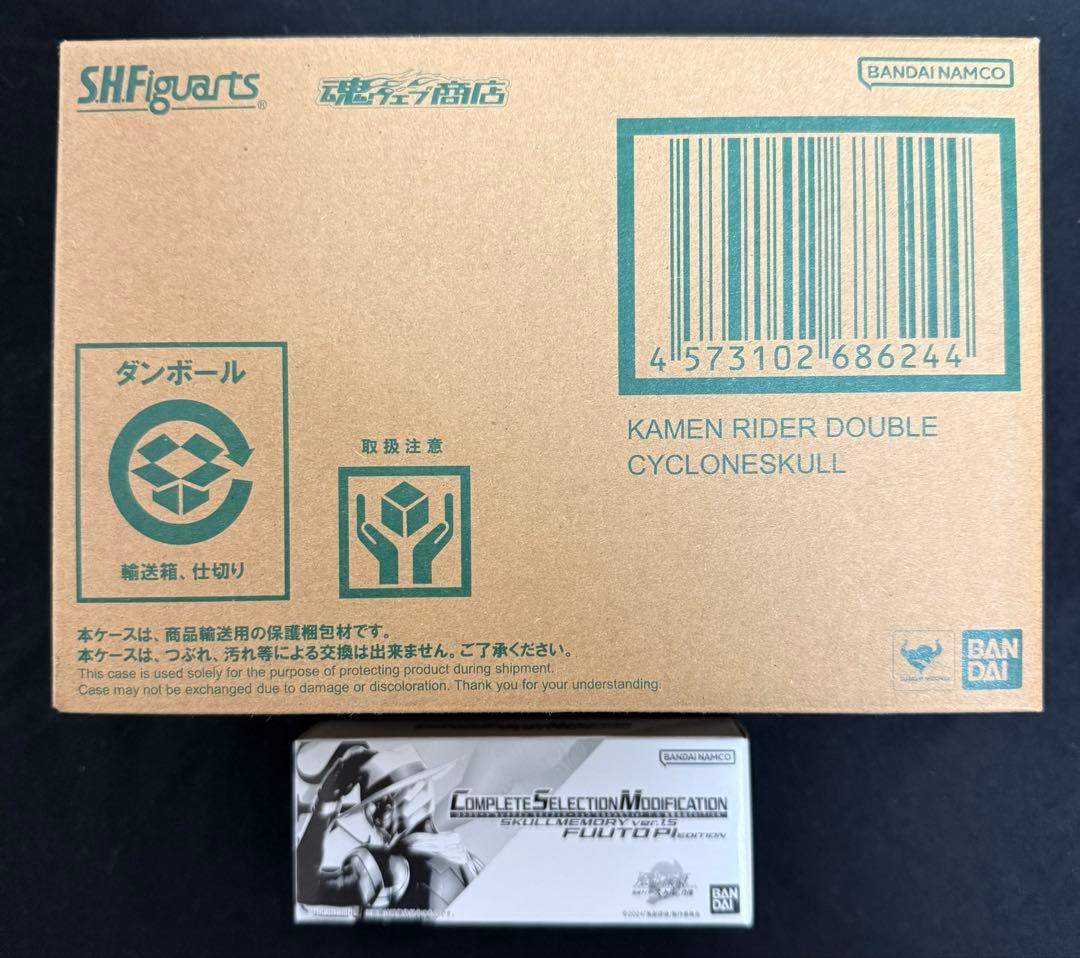 S.H.Figuarts®
魂ウェブ商店
BANDAI NAMCO
4 573102 686244
KAMEN RIDER DOUBLE
CYCLONESKULL
ダンボール
輸送箱、仕切り
取扱注意
本ケースは、商品輸送用の保護梱包材です。
本ケースは、つぶれ、汚れ等による交換は出来ません。ご了承ください。
This case is used solely for the purpose of protecting product during shipment.
Case may not be exchanged due to damage or discoloration. Thank you for your understanding.
BAN
DAI
BANDAI NAMCO
COMPLETE SELECTION MODIFICATION
SKULLMEMORY ver.1.5
FUUTO PI EDITION
BAN
DAI